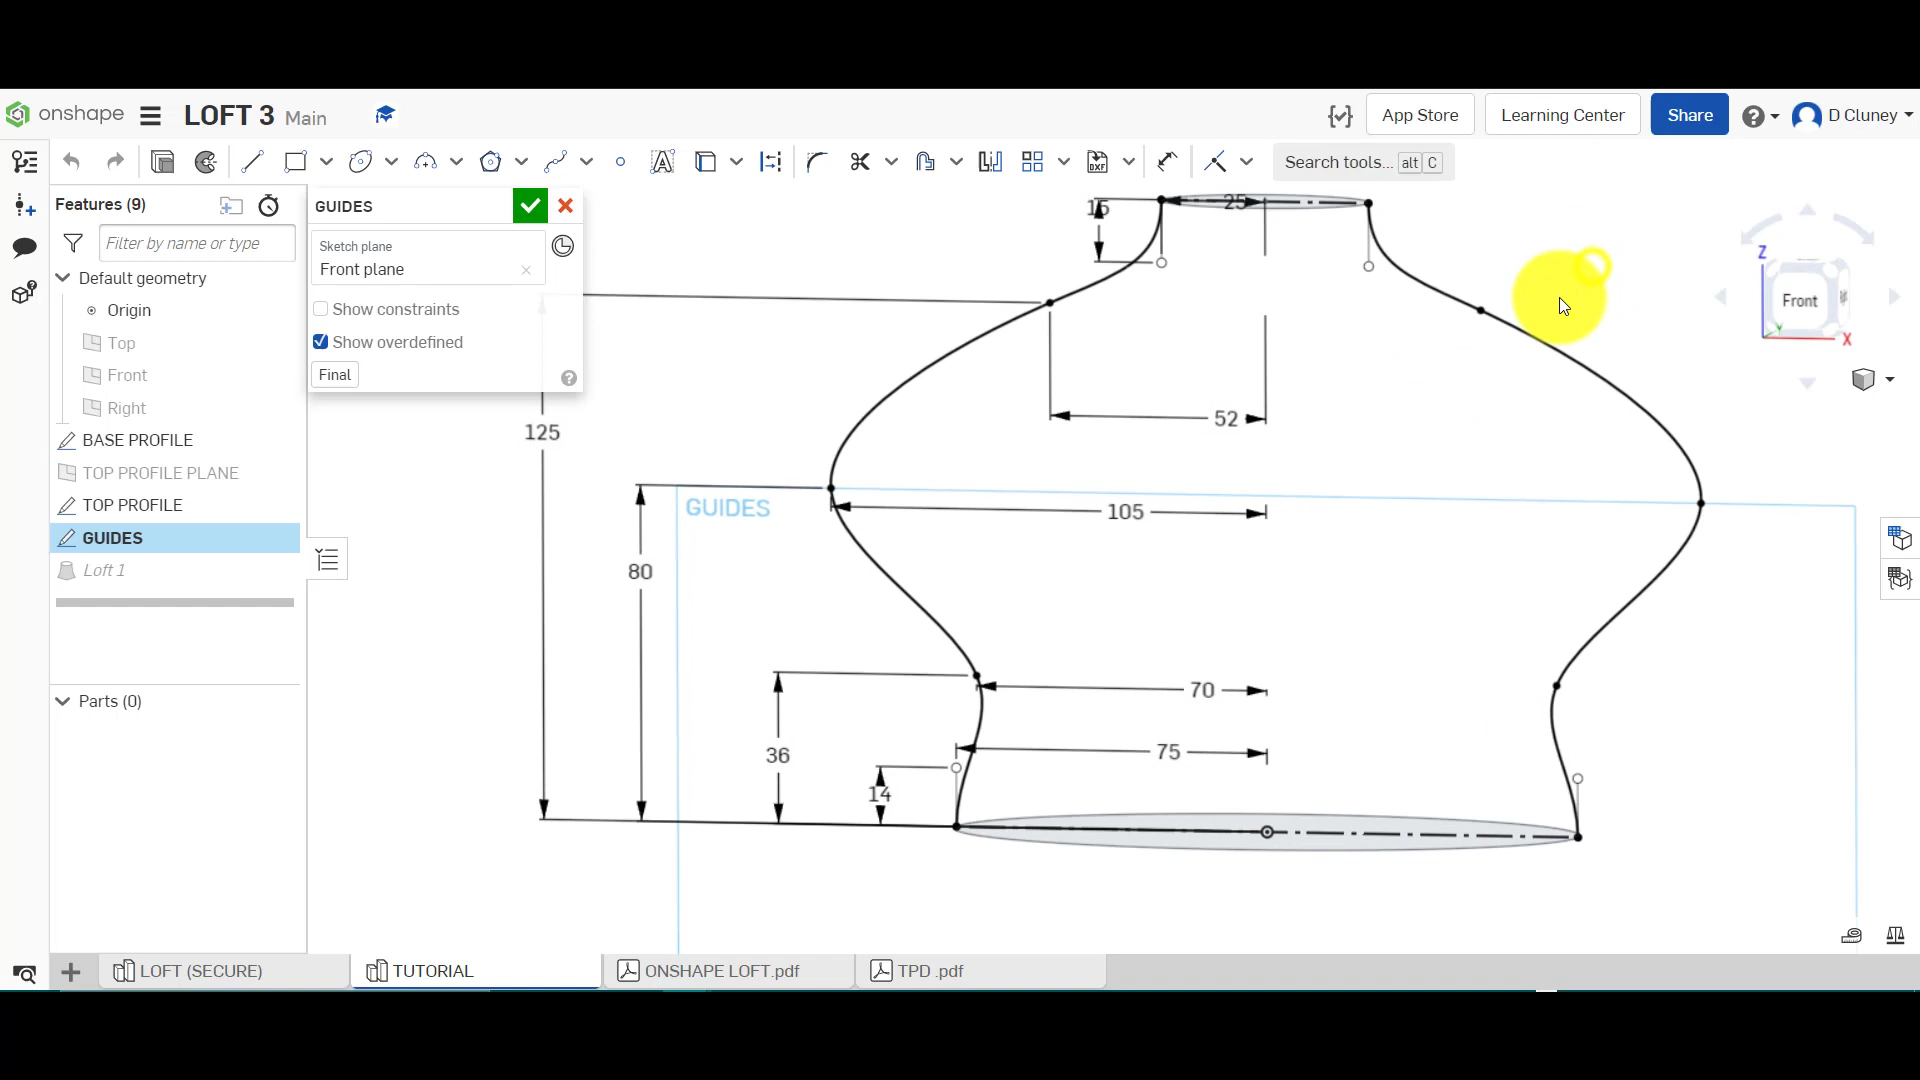 onshape LOFT 3 Main App Store Learning Center Share D Cluney
Search tools... alt C
Features (9)
Filter by name or type
Default geometry
Origin
Top
Front
Right
BASE PROFILE
TOP PROFILE PLANE
TOP PROFILE
GUIDES
Loft 1
Parts (0)
GUIDES
Sketch plane
Front plane
Show constraints
Show overdefined
Final
15
25
52
125
GUIDES
105
80
70
75
36
14
Z
Front
X
LOFT (SECURE)
TUTORIAL
ONSHAPE LOFT.pdf
TPD .pdf